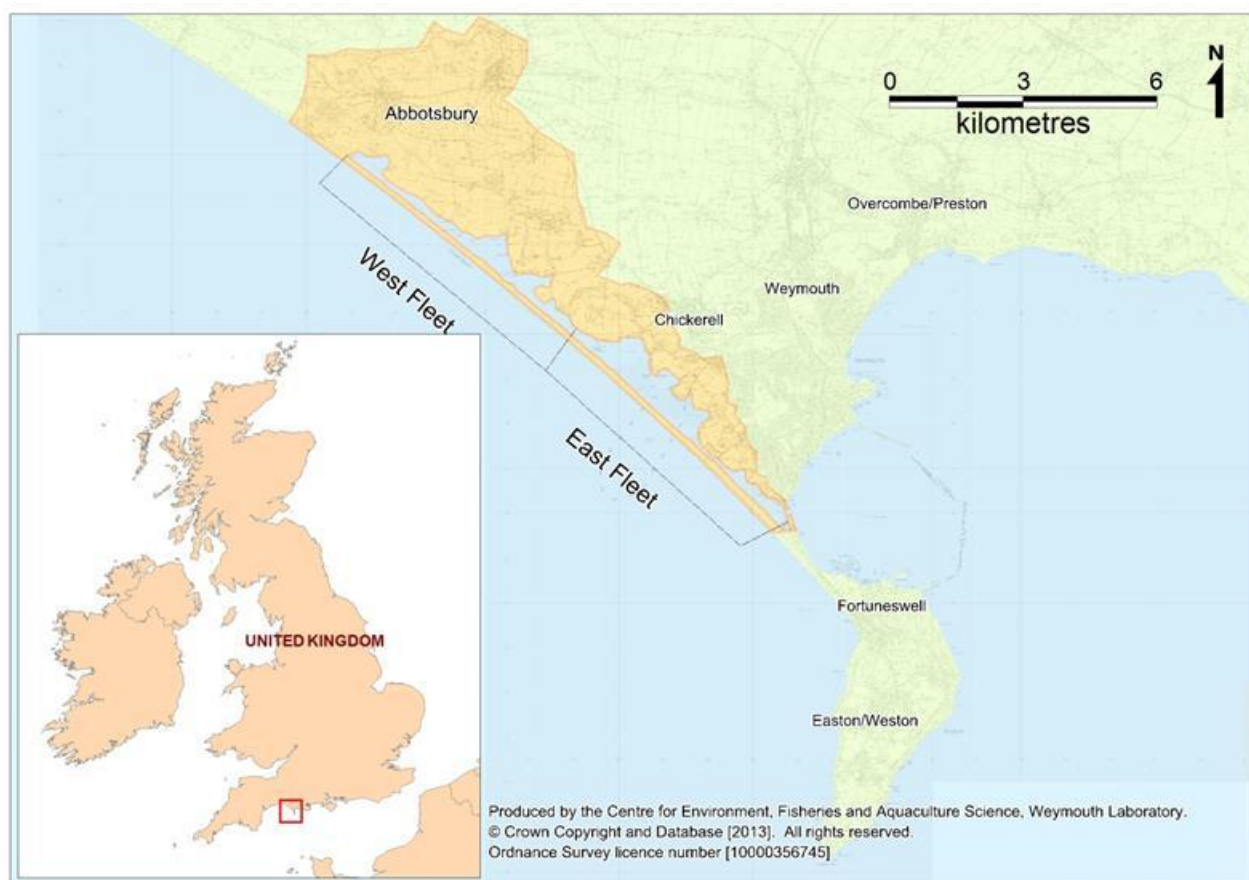 N
0 3 6
kilometres
Abbotsbury
Overcombe/Preston
West Fleet
Weymouth
Chickerell
East Fleet
Fortuneswell
UNITED KINGDOM
Easton/Weston
Produced by the Centre for Environment, Fisheries and Aquaculture Science, Weymouth Laboratory.
© Crown Copyright and Database [2013]. All rights reserved.
Ordnance Survey licence number [10000356745]